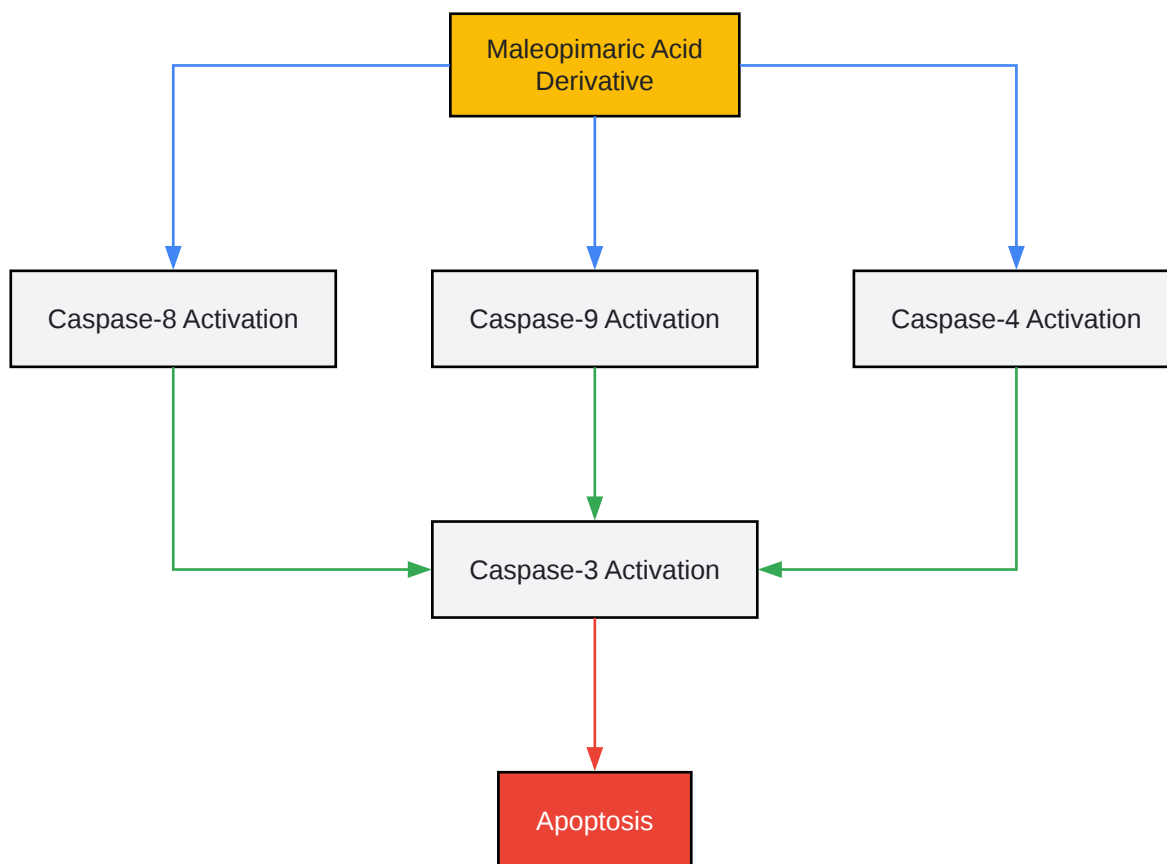 Maleopimaric Acid
Derivative
Caspase-8 Activation
Caspase-9 Activation
Caspase-4 Activation
Caspase-3 Activation
Apoptosis